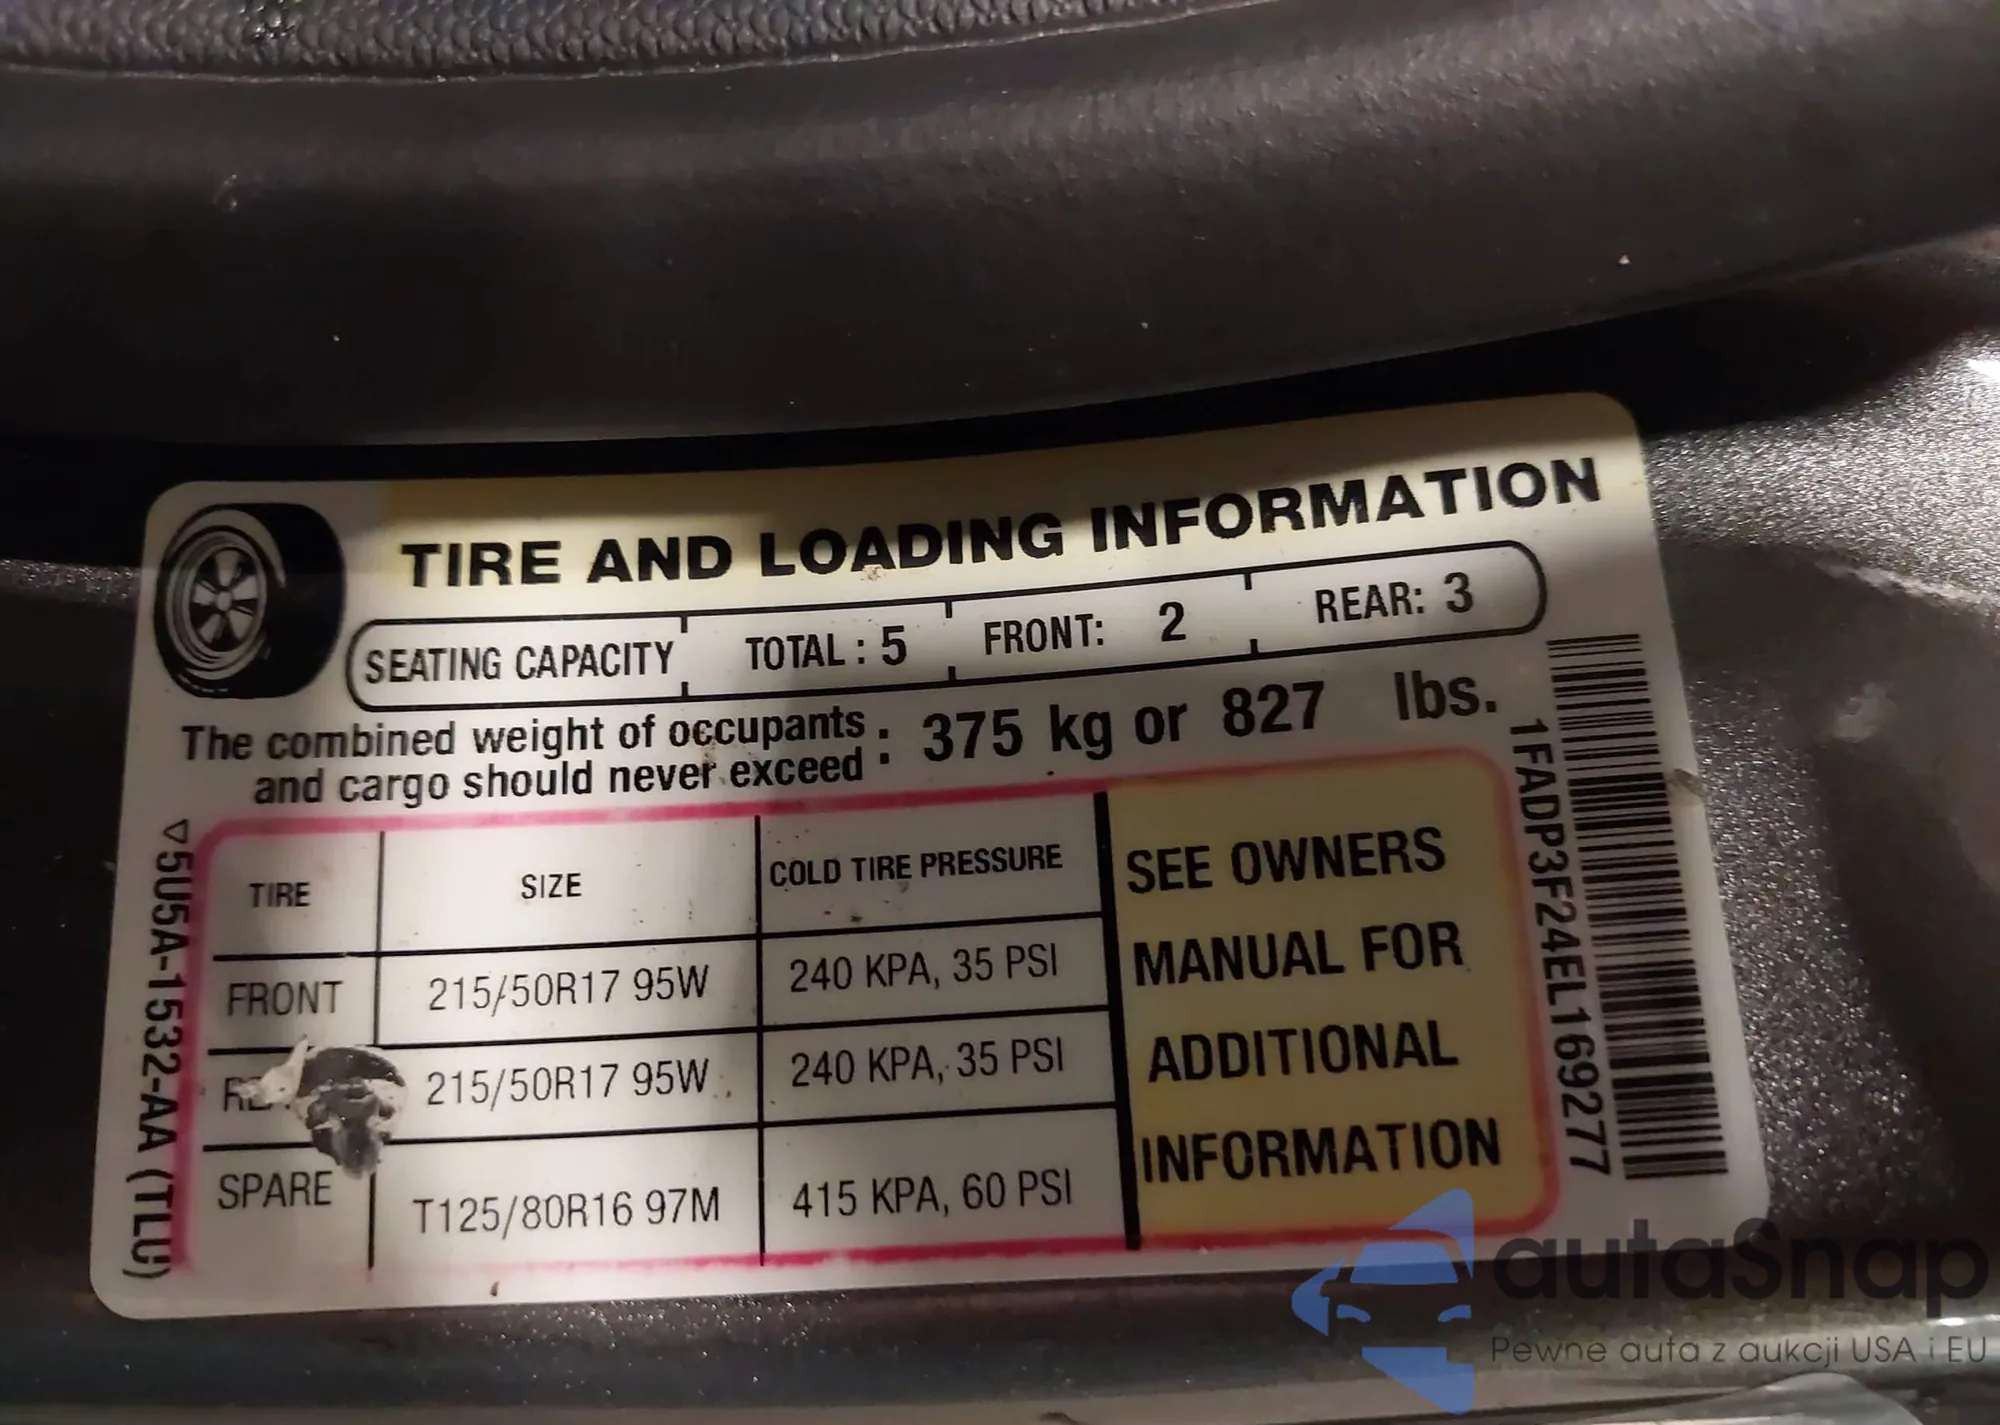 TIRE AND LOADING INFORMATION
SEATING CAPACITY TOTAL : 5 FRONT: 2 REAR: 3
The combined weight of occupants
and cargo should never exceed : 375 kg or 827 lbs.
TIRE SIZE COLD TIRE PRESSURE
FRONT 215/50R17 95W 240 KPA, 35 PSI
215/50R17 95W 240 KPA, 35 PSI
SPARE T125/80R16 97M 415 KPA, 60 PSI
SEE OWNERS
MANUAL FOR
ADDITIONAL
INFORMATION
5U5A-1532-AA (TLU)
1FADP3F24EL169277
autaSnap
Pewne auta z aukcji USA i EU